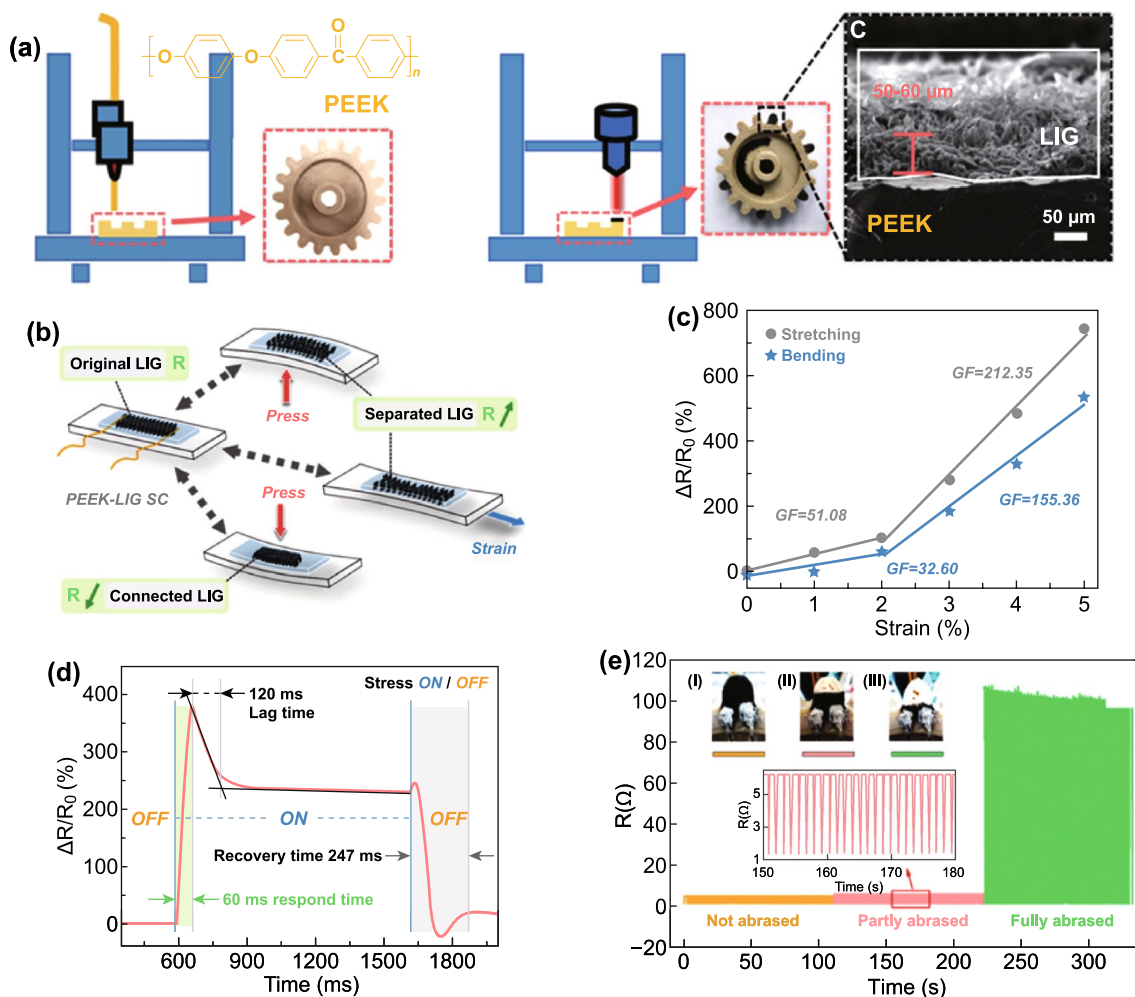 (a)
O
O
O
C
n
PEEK
C
50-60 μm
LIG
PEEK
50 μm
(b)
Original LIG R
Press
Separated LIG R
PEEK-LIG SC
Press
Strain
R Connected LIG
(c)
800
600
400
200
0
ΔR/R0 (%)
Stretching
Bending
GF=212.35
GF=51.08
GF=155.36
GF=32.60
0 1 2 3 4 5
Strain (%)
(d)
400
300
200
100
0
ΔR/R0 (%)
120 ms
Lag time
Stress ON / OFF
OFF
ON
OFF
Recovery time 247 ms
60 ms respond time
600 900 1200 1500 1800
Time (ms)
(e)
120
100
80
60
40
20
0
−20
R(Ω)
(I) (II) (III)
5
3
1
R(Ω)
150 160 170 180
Time (s)
Not abrased
Partly abrased
Fully abrased
0 50 100 150 200 250 300
Time (s)